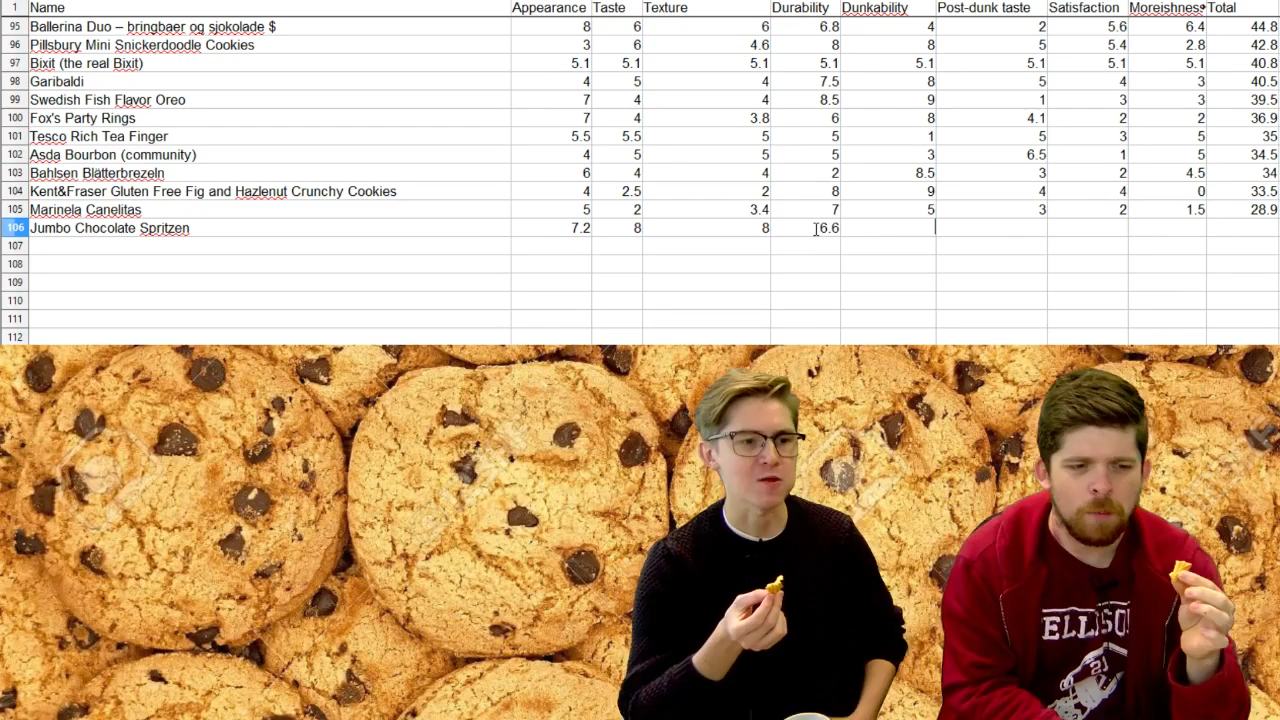 1 Name Appearance Taste Texture Durability Dunkability Post-dunk taste Satisfaction Moreishness Total
95 Ballerina Duo – bringbaer og sjokolade $ 8 6 6 6.8 4 2 5.6 6.4 44.8
96 Pillsbury Mini Snickerdoodle Cookies 3 6 4.6 8 8 5 5.4 2.8 42.8
97 Bixit (the real Bixit) 5.1 5.1 5.1 5.1 5.1 5.1 5.1 5.1 40.8
98 Garibaldi 4 5 4 7.5 8 5 4 3 40.5
99 Swedish Fish Flavor Oreo 7 4 4 8.5 9 1 3 3 39.5
100 Fox's Party Rings 7 4 3.8 6 8 4.1 2 2 36.9
101 Tesco Rich Tea Finger 5.5 5.5 5 5 1 5 3 5 35
102 Asda Bourbon (community) 4 5 5 5 3 6.5 1 5 34.5
103 Bahlsen Blätterbrezeln 6 4 4 2 8.5 3 2 4.5 34
104 Kent&Fraser Gluten Free Fig and Hazlenut Crunchy Cookies 4 2.5 2 8 9 4 4 0 33.5
105 Marinela Canelitas 5 2 3.4 7 5 3 2 1.5 28.9
106 Jumbo Chocolate Spritzen 7.2 8 8 6.6
107
108
109
110
111
112